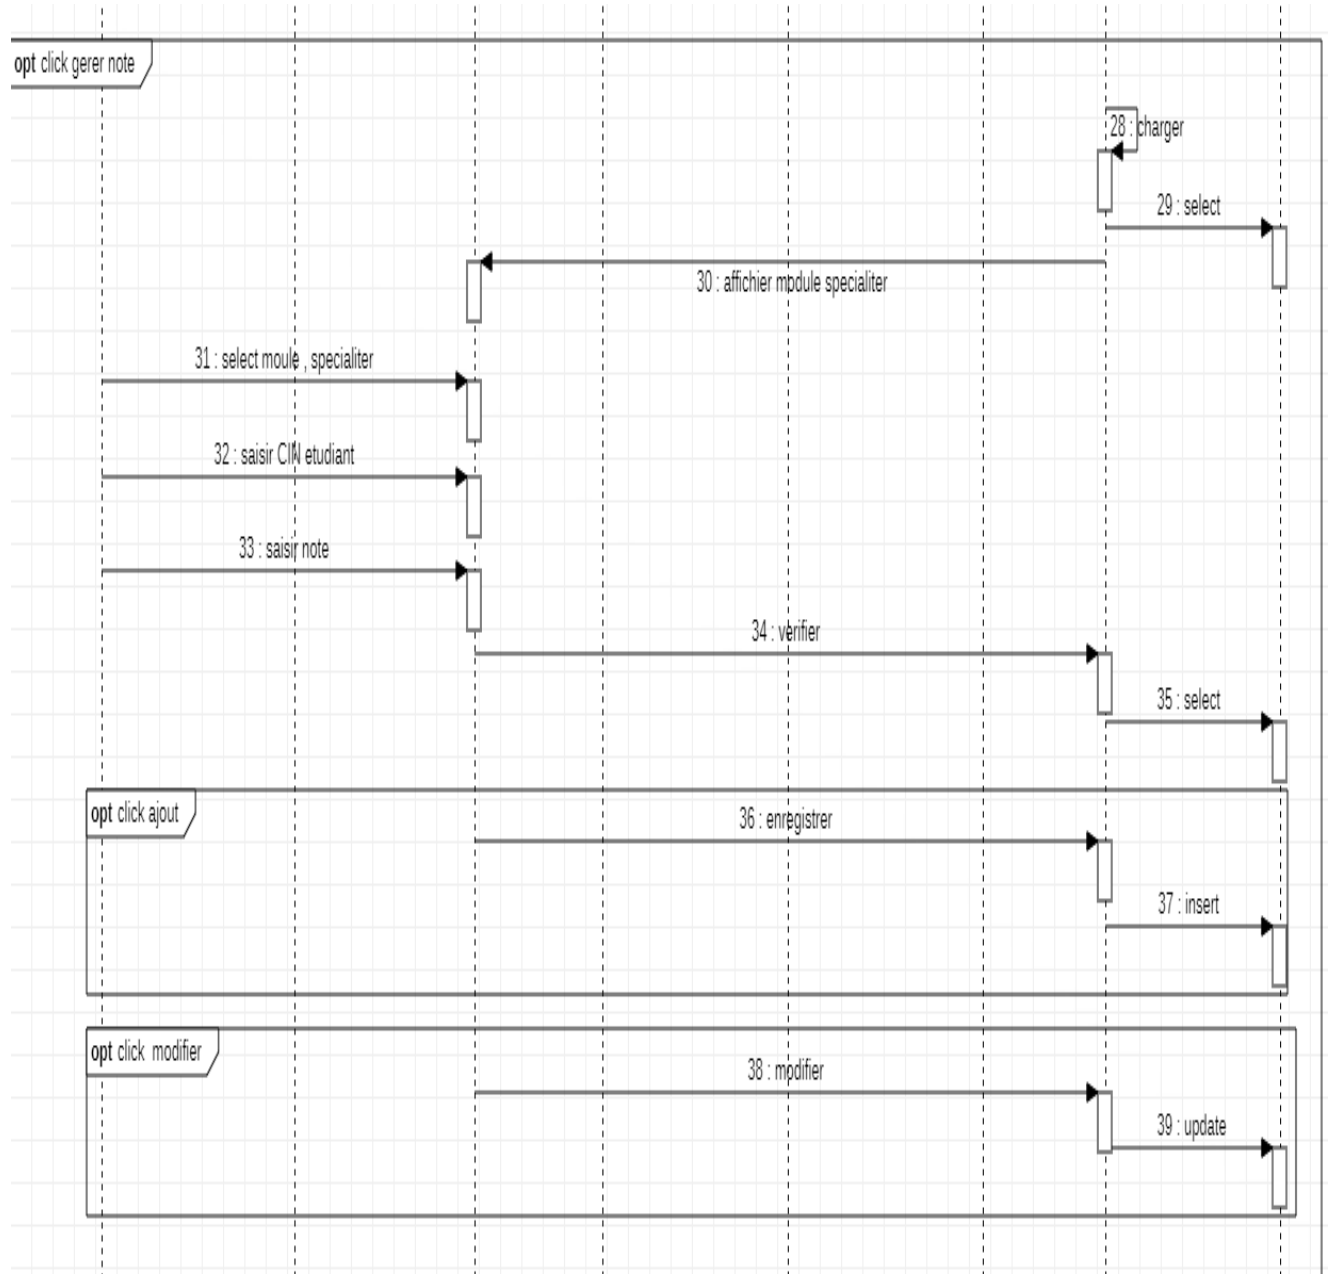 opt click gerer note
28 : charger
29 : select
30 : affichier module specialiter
31 : select moule , specialiter
32 : saisir CIN etudiant
33 : saisir note
34 : verifier
35 : select
opt click ajout
36 : enregistrer
37 : insert
opt click modifier
38 : modifier
39 : update